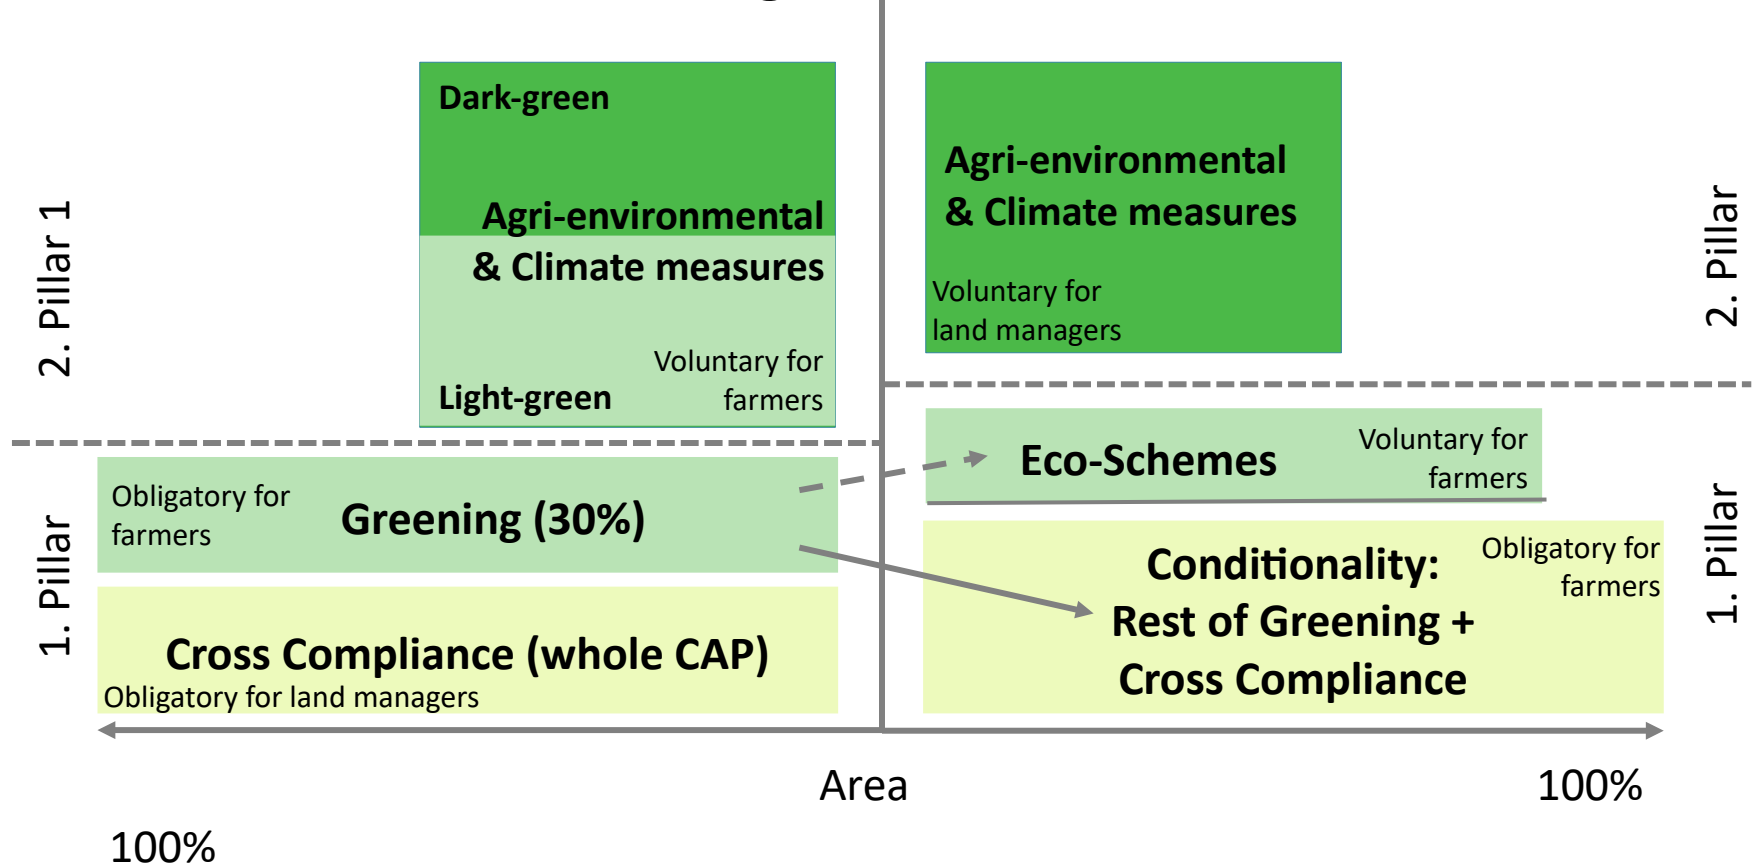 Dark-green
Agri-environmental
& Climate measures
Voluntary for
farmers
Light-green
2. Pillar 1
Obligatory for
farmers
Greening (30%)
1. Pillar
Cross Compliance (whole CAP)
Obligatory for land managers
Agri-environmental
& Climate measures
Voluntary for
land managers
2. Pillar
Eco-Schemes
Voluntary for
farmers
Conditionality:
Rest of Greening +
Cross Compliance
Obligatory for
farmers
1. Pillar
Area
100%
100%